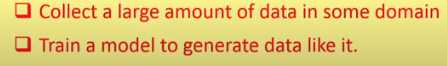 ❑ Collect a large amount of data in some domain
❑ Train a model to generate data like it.